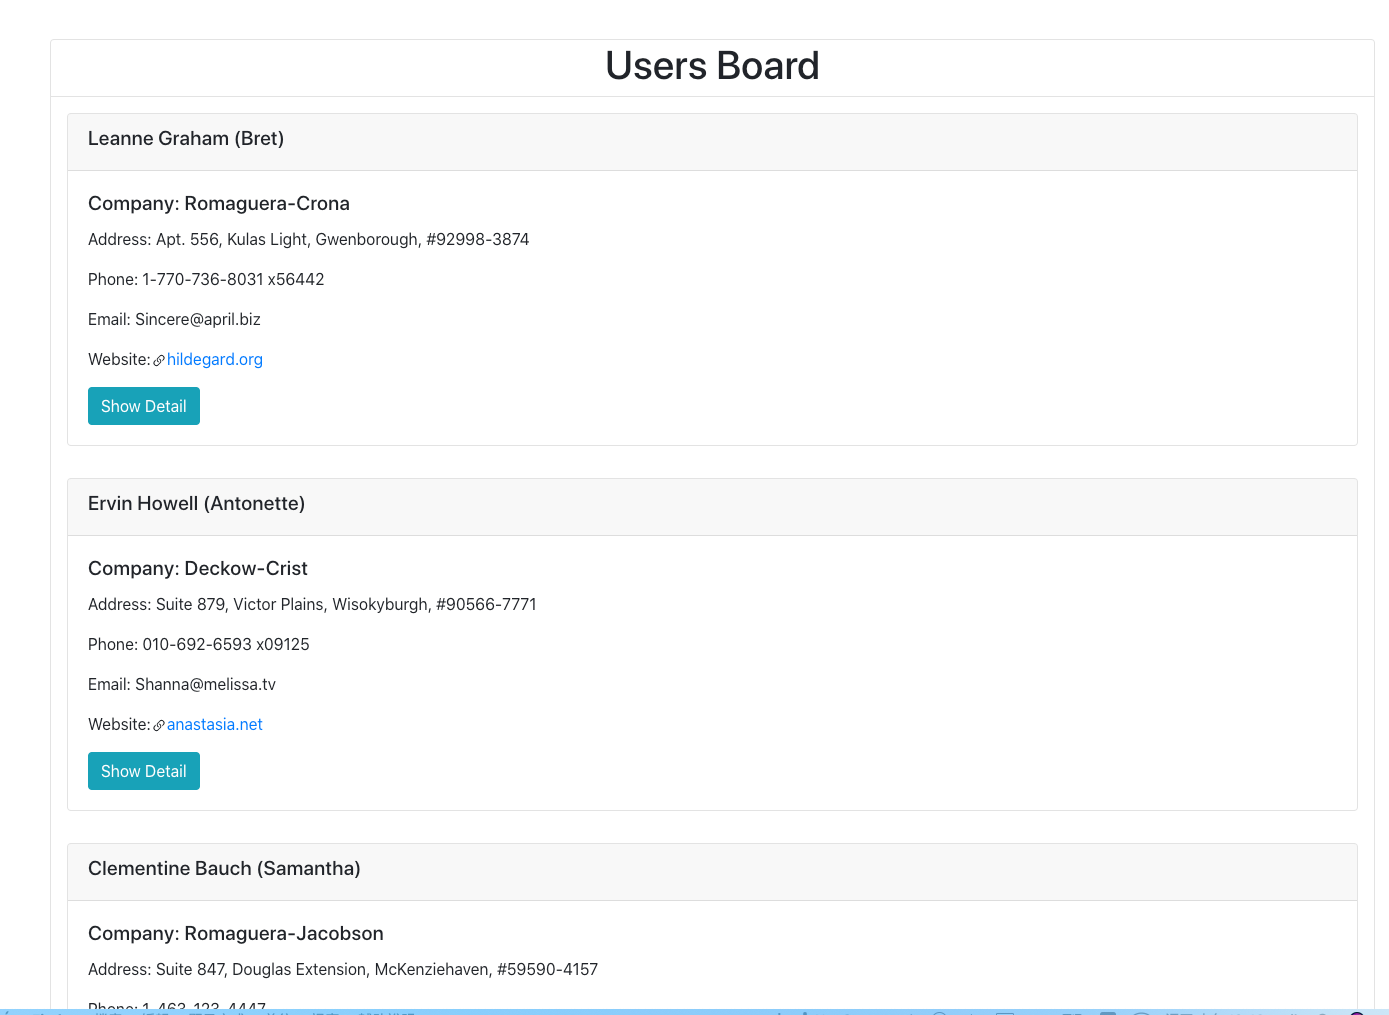 Users Board
Leanne Graham (Bret)
Company: Romaguera-Crona
Address: Apt. 556, Kulas Light, Gwenborough, #92998-3874
Phone: 1-770-736-8031 x56442
Email: Sincere@april.biz
Website: hildegard.org
Show Detail
Ervin Howell (Antonette)
Company: Deckow-Crist
Address: Suite 879, Victor Plains, Wisokyburgh, #90566-7771
Phone: 010-692-6593 x09125
Email: Shanna@melissa.tv
Website: anastasia.net
Show Detail
Clementine Bauch (Samantha)
Company: Romaguera-Jacobson
Address: Suite 847, Douglas Extension, McKenziehaven, #59590-4157
Phone: 1-463-123-4447